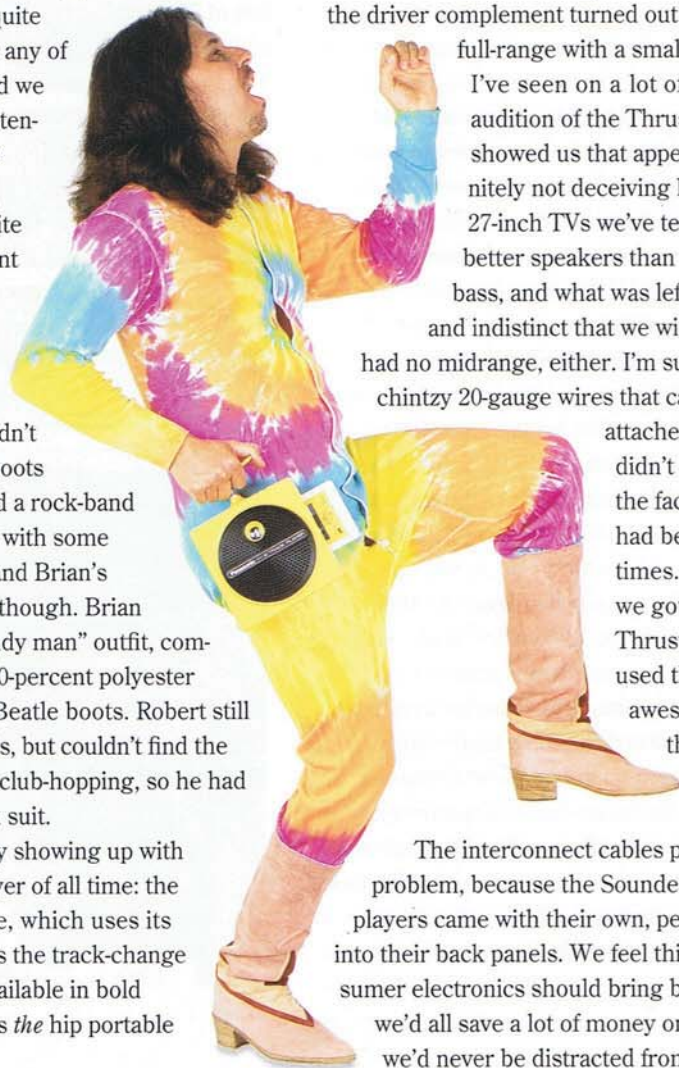 uite
any of
d we
ten-
ite
nt
dn't
oots
d a rock-band
with some
nd Brian's
though. Brian
dy man” outfit, com-
0-percent polyester
Beatle boots. Robert still
s, but couldn't find the
club-hopping, so he had
suit.
y showing up with
ver of all time: the
e, which uses its
s the track-change
ailable in bold
s the hip portable
Panasonic
the driver complement turned out
full-range with a smal
I've seen on a lot of
audition of the Thrus
showed us that appe
nitely not deceiving
27-inch TVs we've te
better speakers than
bass, and what was lef
and indistinct that we wi
had no midrange, either. I'm su
chintzy 20-gauge wires that ca
attache
didn't
the fac
had be
times.
we go
Thrus
used t
awes
th
The interconnect cables p
problem, because the Sounde
players came with their own, pe
into their back panels. We feel thi
sumer electronics should bring b
we'd all save a lot of money or
we'd never be distracted from